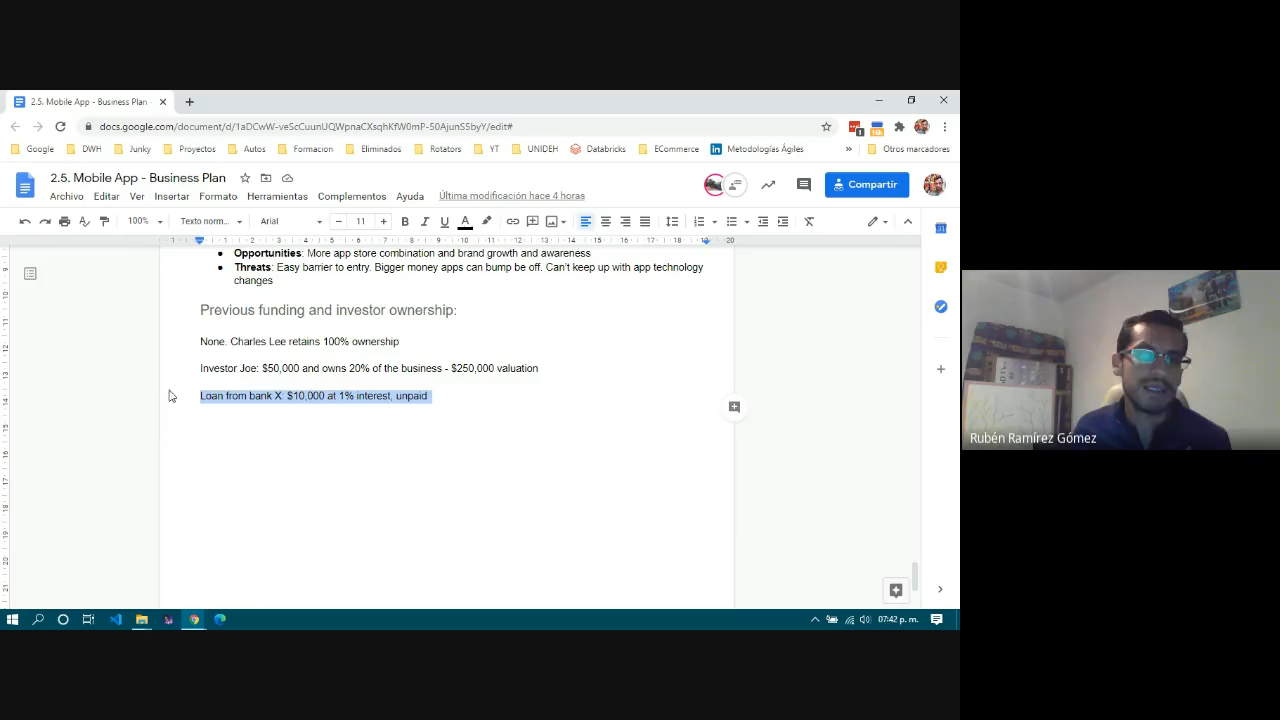 2.5. Mobile App - Business Plan -
docs.google.com/document/d/1aDCwW-veScCuunUQWpnaCXsqhKfW0mP-50AjunS5byY/edit#
Google DWH Junky Proyectos Autos Formacion Eliminados Rotators YT UNIDEH Databricks ECommerce Metodologías Ágiles » Otros marcadores
2.5. Mobile App - Business Plan
Compartir
Archivo Editar Ver Insertar Formato Herramientas Complementos Ayuda Última modificación hace 4 horas
100% Texto norm... Arial 11
Opportunities: More app store combination and brand growth and awareness
Threats: Easy barrier to entry. Bigger money apps can bump be off. Can't keep up with app technology
changes
Previous funding and investor ownership:
None. Charles Lee retains 100% ownership
Investor Joe: $50,000 and owns 20% of the business - $250,000 valuation
Loan from bank X: $10,000 at 1% interest, unpaid
Rubén Ramírez Gómez
07:42 p. m.